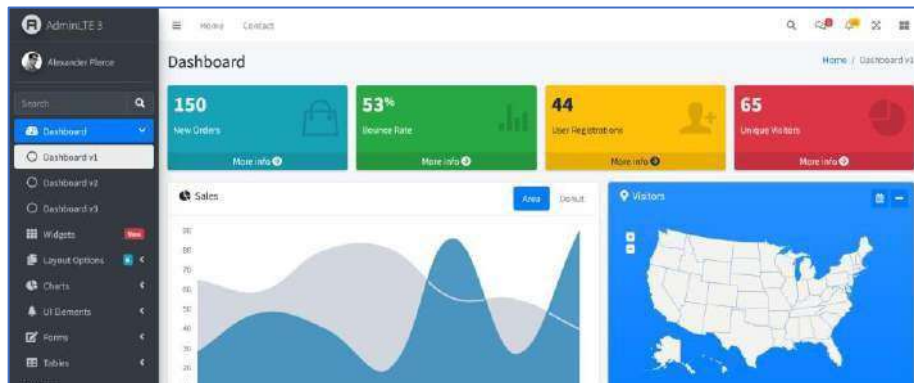 AdminLTE 3
Home Contact
Alexander Pierce
Dashboard
Home / Dashboard v1
Search
Dashboard
Dashboard v1
Dashboard v2
Dashboard v3
Widgets New
Layout Options 6
Charts
UI Elements
Forms
Tables
150
New Orders
More info
53%
Bounce Rate
More info
44
User Registrations
More info
65
Unique Visitors
More info
Sales
Area Donut
90
80
70
60
50
40
30
20
Visitors
+
-